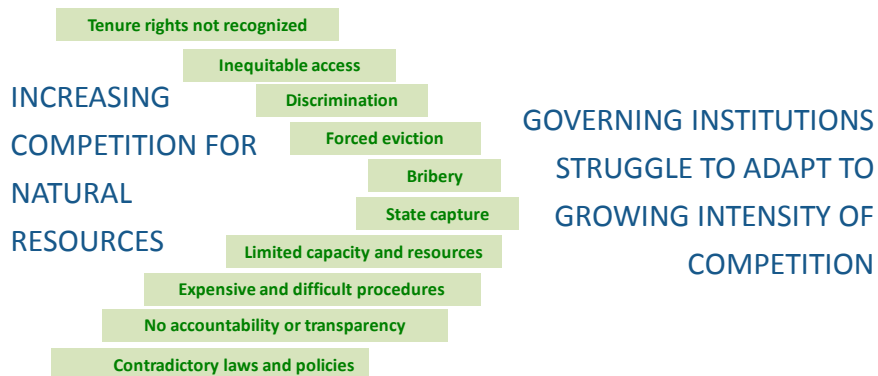 Tenure rights not recognized
Inequitable access
Discrimination
Forced eviction
Bribery
State capture
Limited capacity and resources
Expensive and difficult procedures
No accountability or transparency
Contradictory laws and policies
INCREASING
COMPETITION FOR
NATURAL
RESOURCES
GOVERNING INSTITUTIONS
STRUGGLE TO ADAPT TO
GROWING INTENSITY OF
COMPETITION